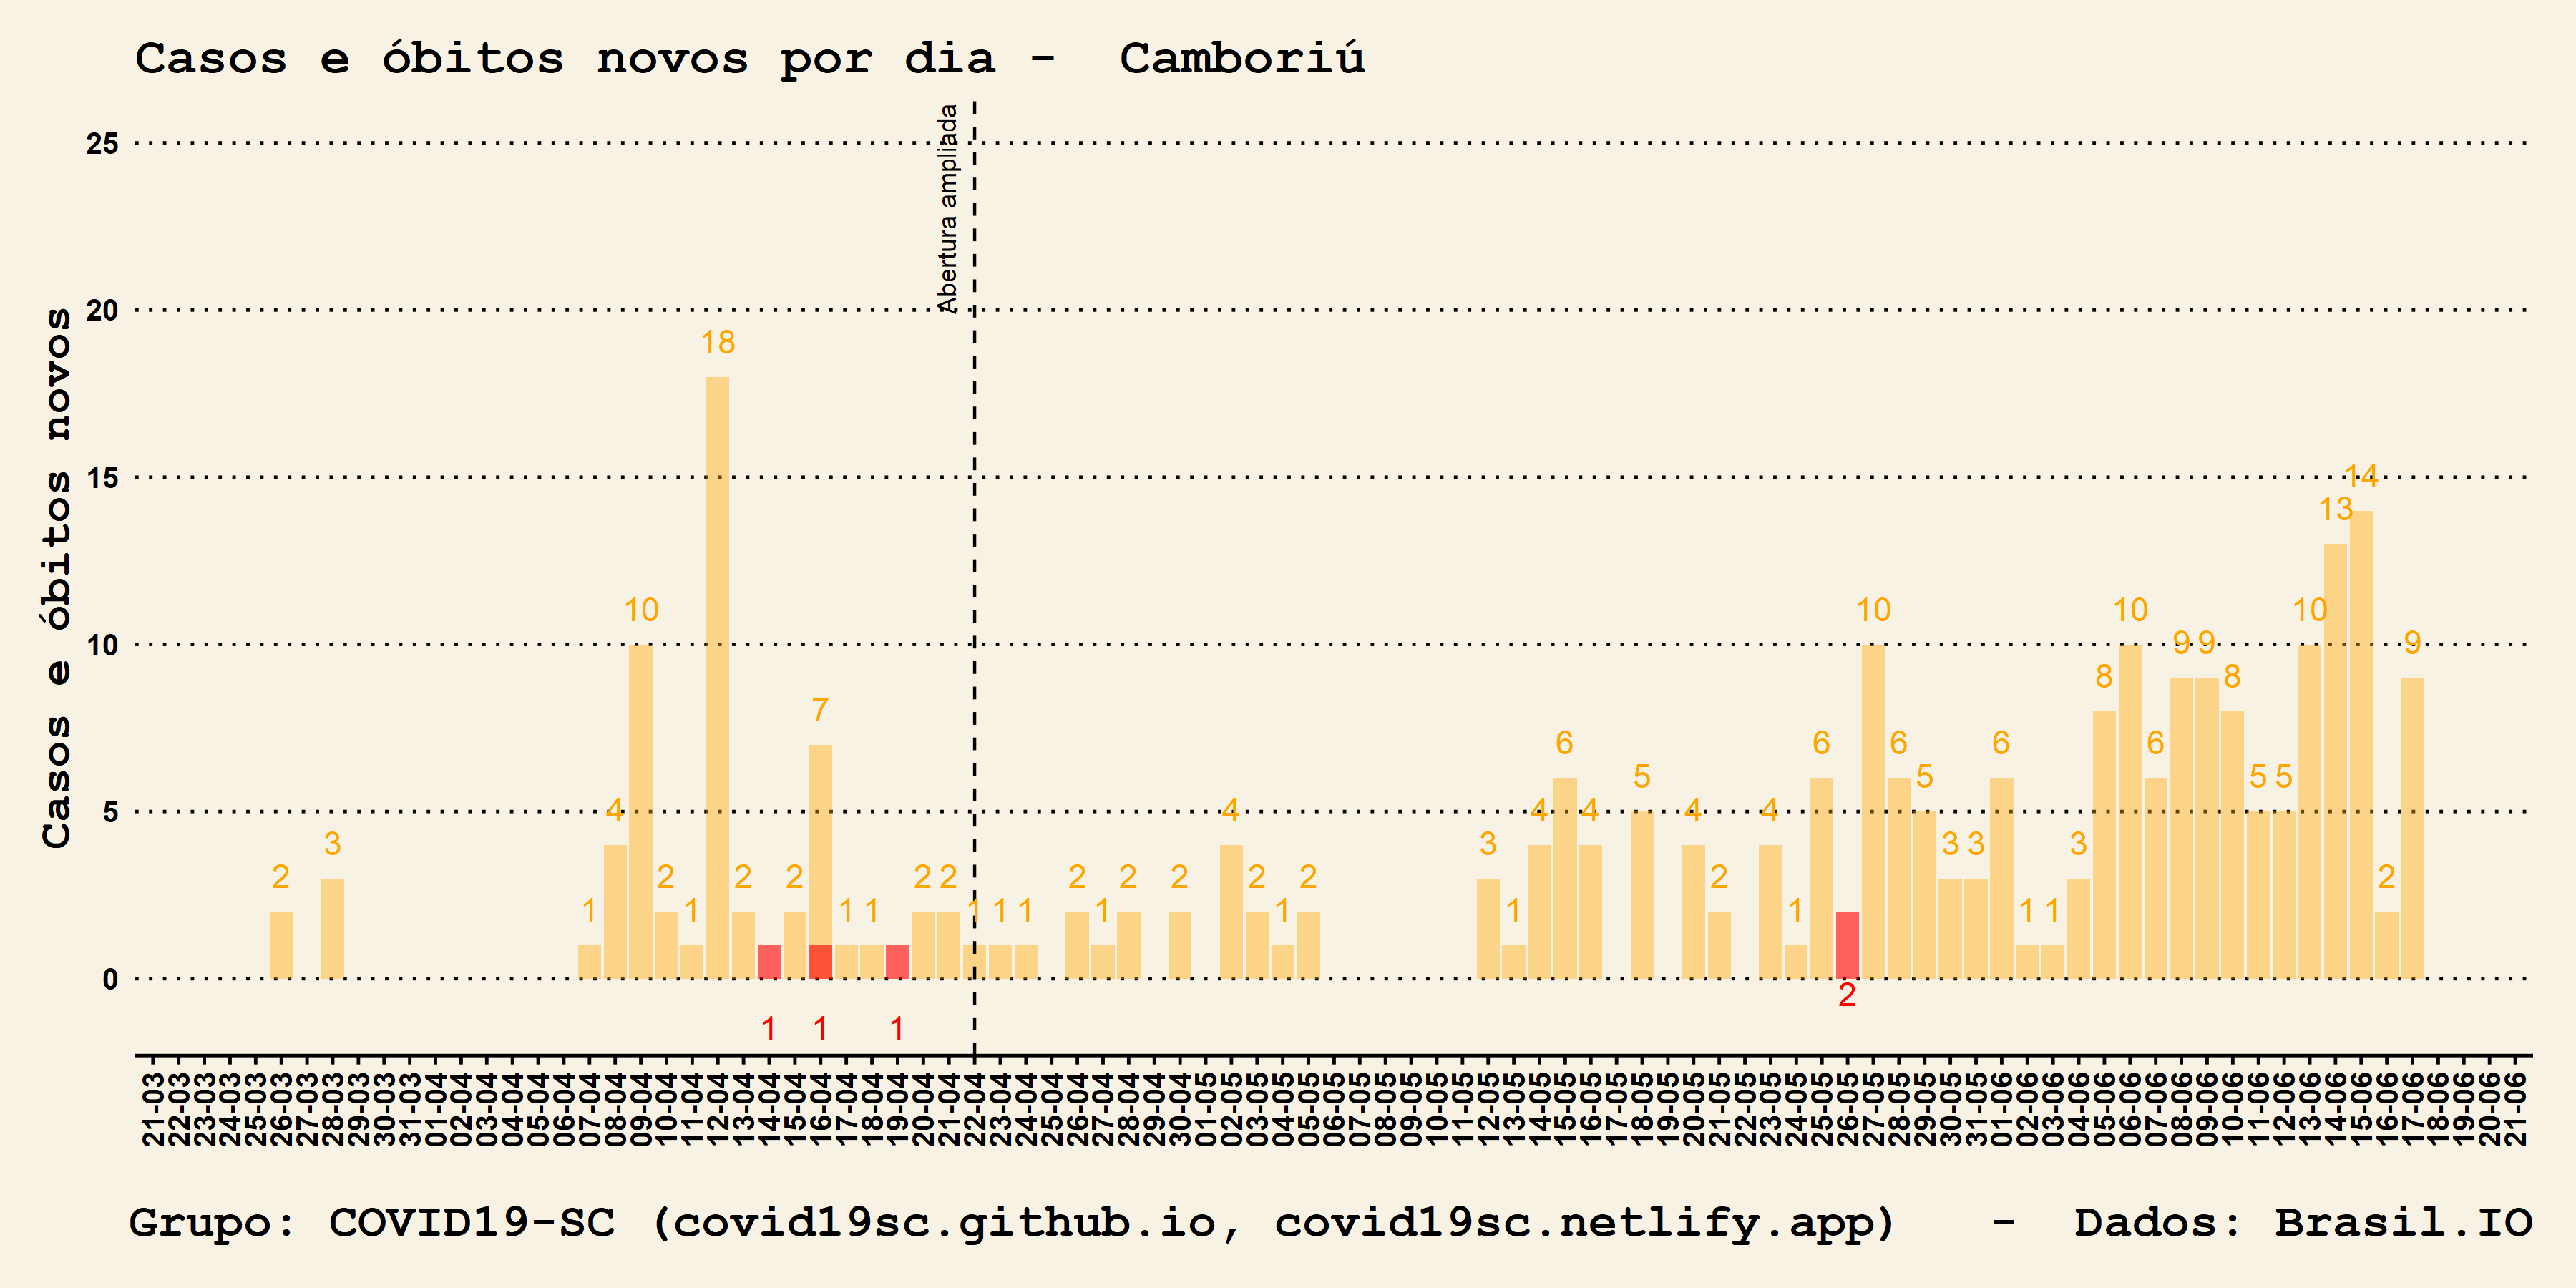 Casos e óbitos novos por dia -  Camboriú
Abertura ampliada
Casos e óbitos novos
25
20
15
10
5
0
2 3 1 4 10 2 1 18 2 2 7 1 1 2 2 1 1 1 2 1 2 2 4 2 1 2 3 1 4 6 4 5 4 2 4 1 6 10 6 5 3 3 6 1 1 3 8 10 6 9 9 8 5 5 10 13 14 2 9
1 1 1 2
21-03 22-03 23-03 24-03 25-03 26-03 27-03 28-03 29-03 30-03 31-03 01-04 02-04 03-04 04-04 05-04 06-04 07-04 08-04 09-04 10-04 11-04 12-04 13-04 14-04 15-04 16-04 17-04 18-04 19-04 20-04 21-04 22-04 23-04 24-04 25-04 26-04 27-04 28-04 29-04 30-04 01-05 02-05 03-05 04-05 05-05 06-05 07-05 08-05 09-05 10-05 11-05 12-05 13-05 14-05 15-05 16-05 17-05 18-05 19-05 20-05 21-05 22-05 23-05 24-05 25-05 26-05 27-05 28-05 29-05 30-05 31-05 01-06 02-06 03-06 04-06 05-06 06-06 07-06 08-06 09-06 10-06 11-06 12-06 13-06 14-06 15-06 16-06 17-06 18-06 19-06 20-06 21-06
Grupo: COVID19-SC (covid19sc.github.io, covid19sc.netlify.app)   -  Dados: Brasil.IO